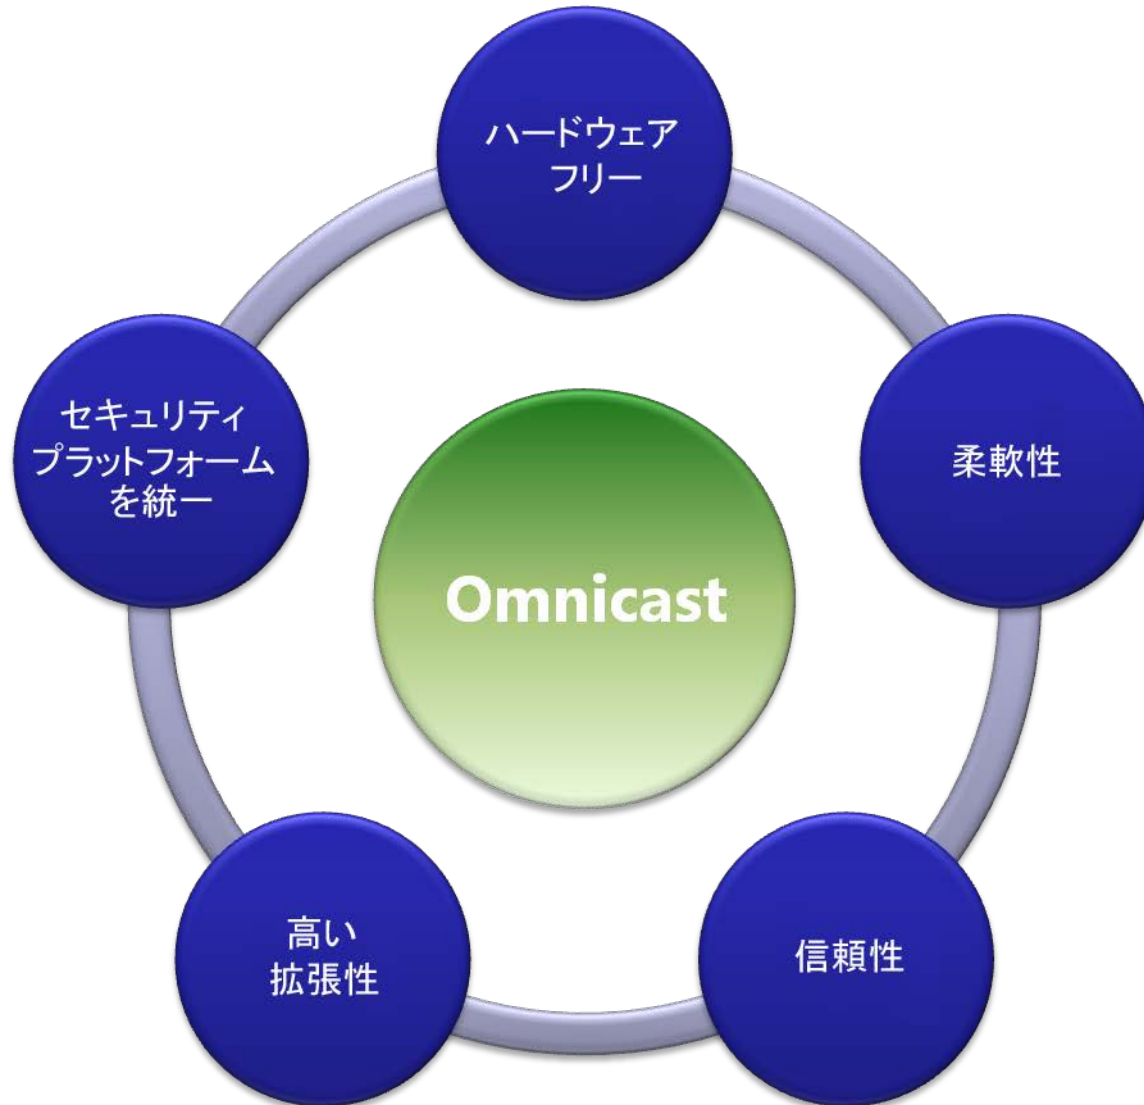 ハードウェア
フリー
セキュリティ
プラットフォーム
を統一
柔軟性
Omnicast
高い
拡張性
信頼性